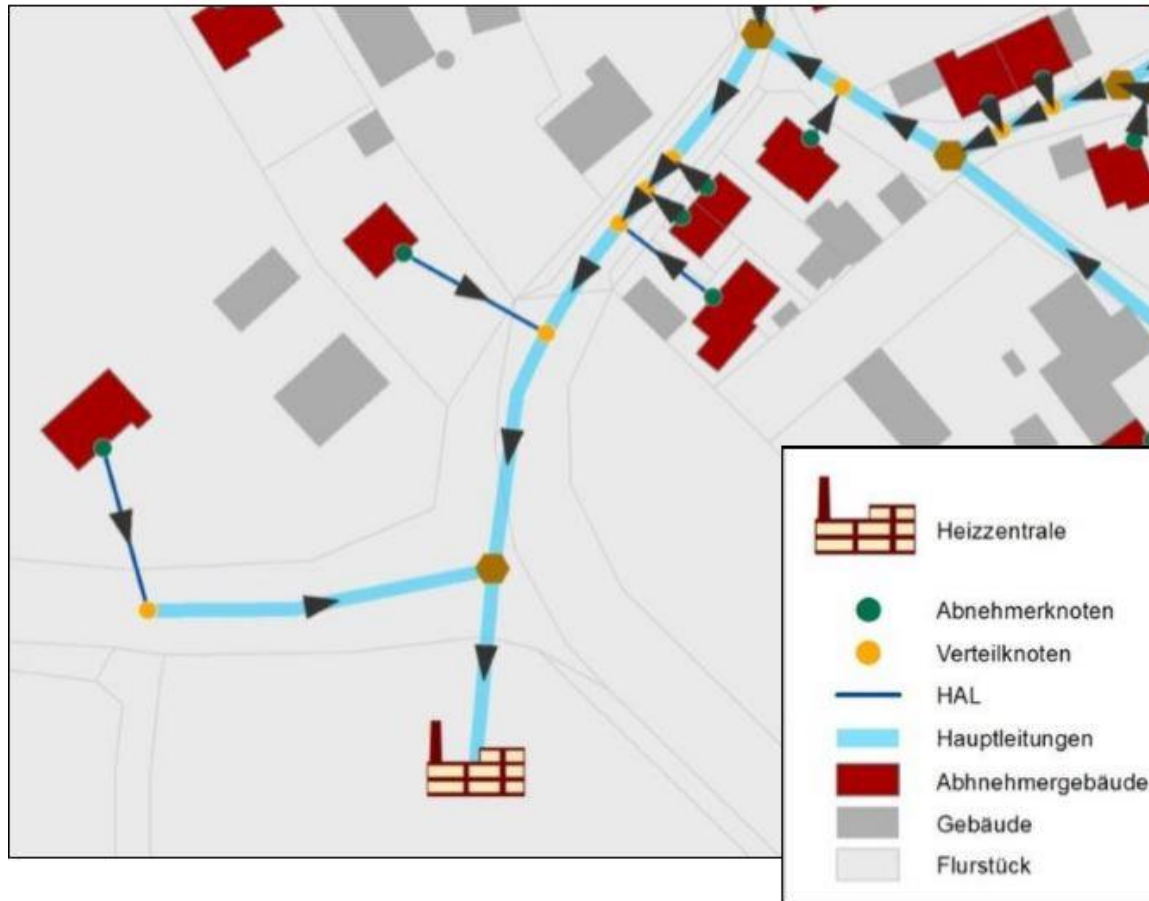 Heizzentrale
Abnehmerknoten
Verteilknoten
HAL
Hauptleitungen
Abhnehmergebäude
Gebäude
Flurstück